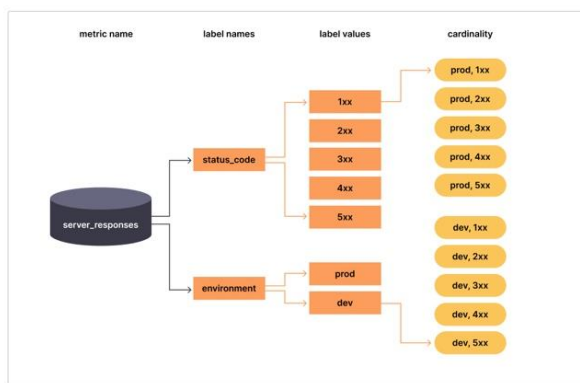 metric name
label names
label values
cardinality
server_responses
status_code
environment
1xx
2xx
3xx
4xx
5xx
prod
dev
prod, 1xx
prod, 2xx
prod, 3xx
prod, 4xx
prod, 5xx
dev, 1xx
dev, 2xx
dev, 3xx
dev, 4xx
dev, 5xx